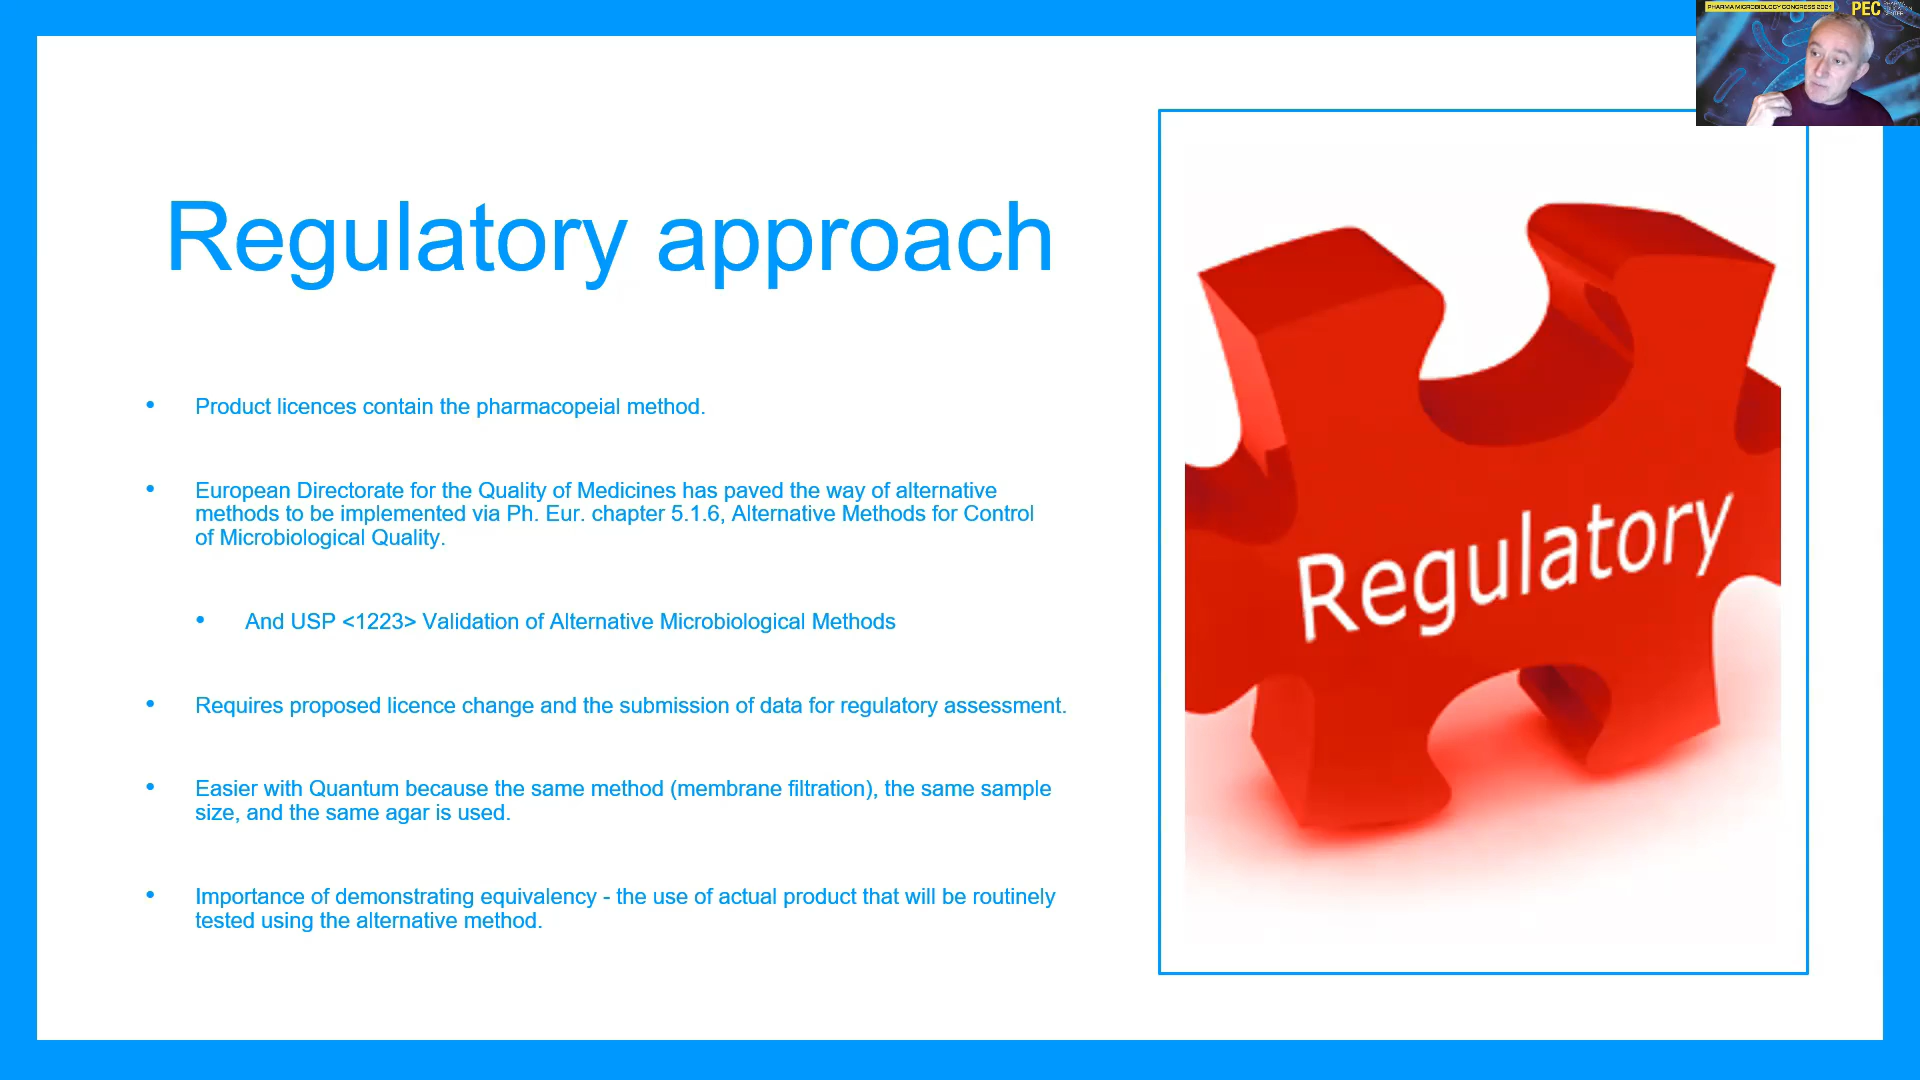 PHARMA MICROBIOLOGY CONGRESS 2021
PEC
Regulatory approach
• Product licences contain the pharmacopeial method.
• European Directorate for the Quality of Medicines has paved the way of alternative
methods to be implemented via Ph. Eur. chapter 5.1.6, Alternative Methods for Control
of Microbiological Quality.
• And USP <1223> Validation of Alternative Microbiological Methods
• Requires proposed licence change and the submission of data for regulatory assessment.
• Easier with Quantum because the same method (membrane filtration), the same sample
size, and the same agar is used.
• Importance of demonstrating equivalency - the use of actual product that will be routinely
tested using the alternative method.
Regulatory